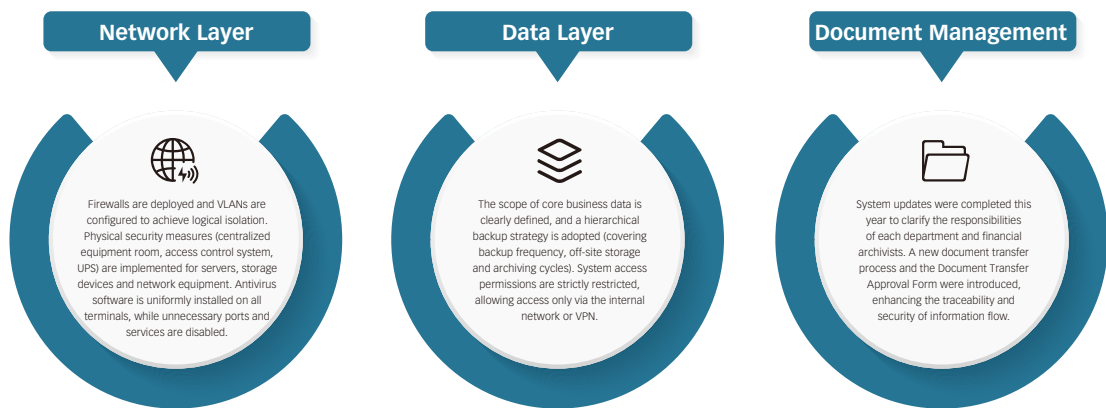 Network Layer
Firewalls are deployed and VLANs are
configured to achieve logical isolation.
Physical security measures (centralized
equipment room, access control system,
UPS) are implemented for servers, storage
devices and network equipment. Antivirus
software is uniformly installed on all
terminals, while unnecessary ports and
services are disabled.
Data Layer
The scope of core business data is
clearly defined, and a hierarchical
backup strategy is adopted (covering
backup frequency, off-site storage
and archiving cycles). System access
permissions are strictly restricted,
allowing access only via the internal
network or VPN.
Document Management
System updates were completed this
year to clarify the responsibilities
of each department and financial
archivists. A new document transfer
process and the Document Transfer
Approval Form were introduced,
enhancing the traceability and
security of information flow.